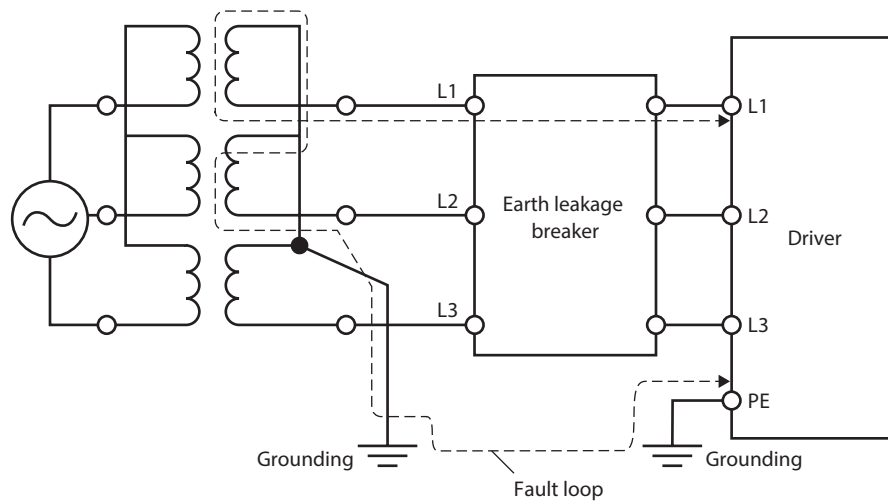 L1
L1
L2
Earth leakage
breaker
L2
Driver
L3
L3
PE
Grounding
Grounding
Fault loop